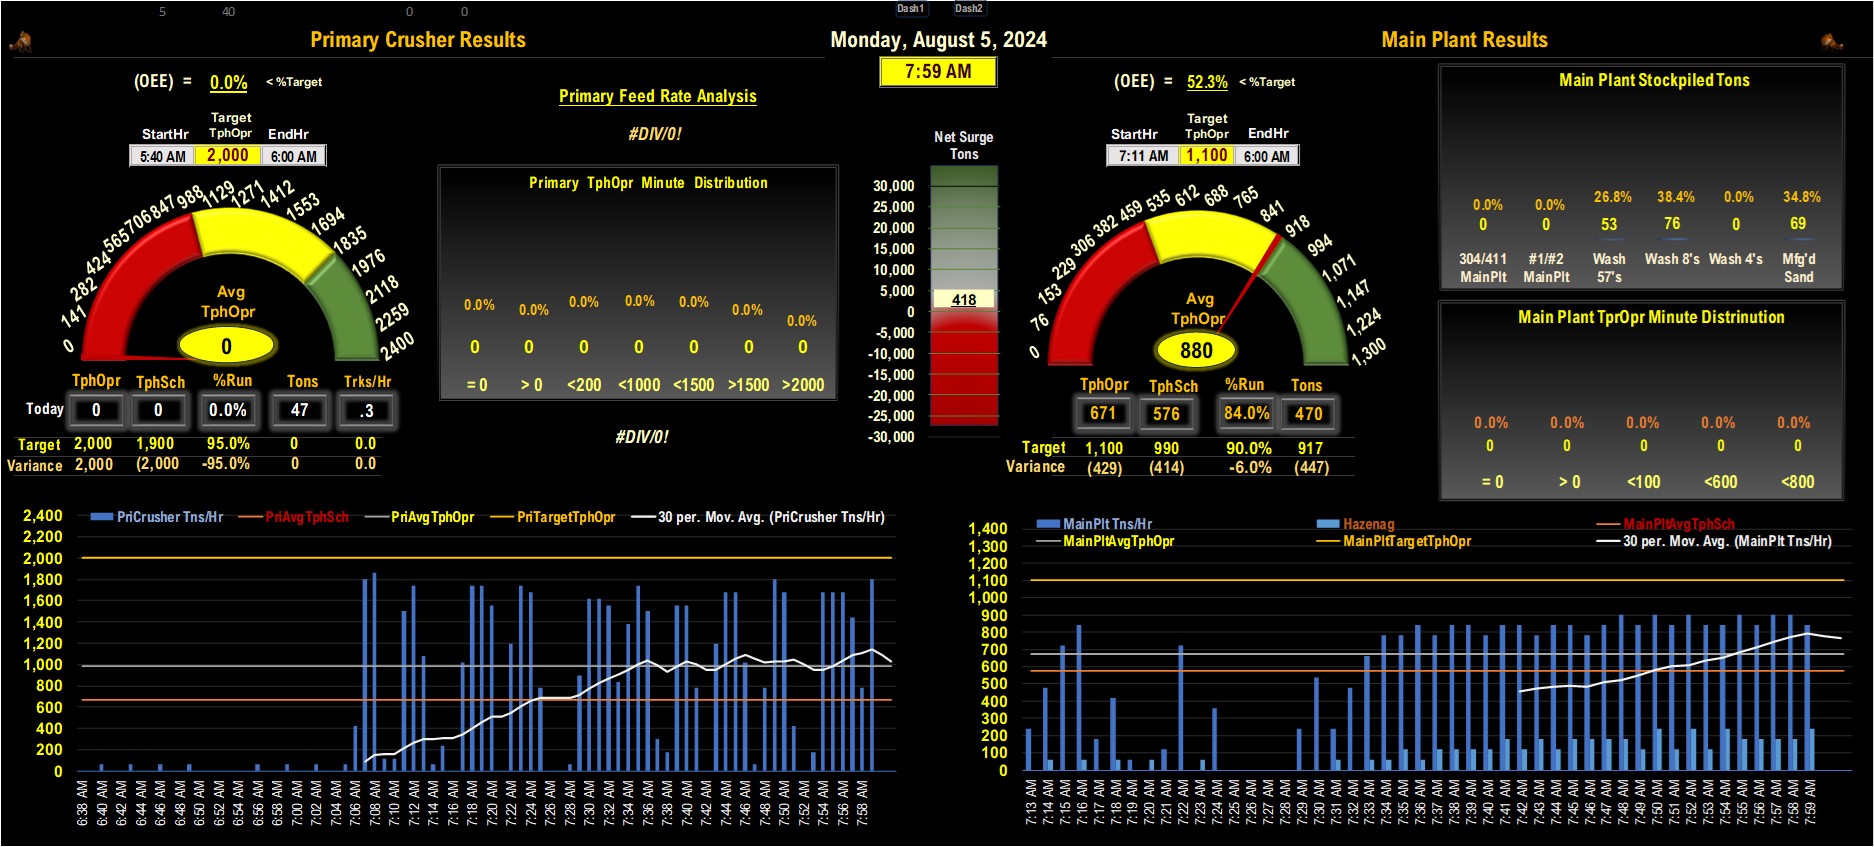 5 40 0 0 Dash1 Dash2
Primary Crusher Results
Monday, August 5, 2024
Main Plant Results
7:59 AM
(OEE) = 0.0% < %Target
Primary Feed Rate Analysis
#DIV/0!
Target
StartHr TphOpr EndHr
5:40 AM 2,000 6:00 AM
0 141 282 424 565 706 847 988 1129 1271 1412 1553 1694 1835 1976 2118 2259 2400
Avg
TphOpr
0
TphOpr TphSch %Run Tons Trks/Hr
Today 0 0 0.0% 47 .3
Target 2,000 1,900 95.0% 0 0.0
Variance 2,000 (2,000 -95.0% 0 0.0
Primary TphOpr Minute Distribution
0.0% 0.0% 0.0% 0.0% 0.0% 0.0% 0.0%
0 0 0 0 0 0 0
= 0 > 0 <200 <1000 <1500 >1500 >2000
#DIV/0!
Net Surge
Tons
30,000
25,000
20,000
15,000
10,000
5,000
418
0
-5,000
-10,000
-15,000
-20,000
-25,000
-30,000
(OEE) = 52.3% < %Target
Target
StartHr TphOpr EndHr
7:11 AM 1,100 6:00 AM
0 76 153 229 306 382 459 535 612 688 765 841 918 994 1,071 1,147 1,224 1,300
Avg
TphOpr
880
TphOpr TphSch %Run Tons
671 576 84.0% 470
Target 1,100 990 90.0% 917
Variance (429) (414) -6.0% (447)
Main Plant Stockpiled Tons
0.0% 0.0% 26.8% 38.4% 0.0% 34.8%
0 0 53 76 0 69
304/411 #1/#2 Wash Wash 8's Wash 4's Mfg'd
MainPlt MainPlt 57's Sand
Main Plant TprOpr Minute Distrinution
0.0% 0.0% 0.0% 0.0% 0.0%
0 0 0 0 0
= 0 > 0 <100 <600 <800
PriCrusher Tns/Hr PriAvgTphSch PriAvgTphOpr PriTargetTphOpr 30 per. Mov. Avg. (PriCrusher Tns/Hr)
2,400
2,200
2,000
1,800
1,600
1,400
1,200
1,000
800
600
400
200
0
6:38 AM 6:40 AM 6:42 AM 6:44 AM 6:46 AM 6:48 AM 6:50 AM 6:52 AM 6:54 AM 6:56 AM 6:58 AM 7:00 AM 7:02 AM 7:04 AM 7:06 AM 7:08 AM 7:10 AM 7:12 AM 7:14 AM 7:16 AM 7:18 AM 7:20 AM 7:22 AM 7:24 AM 7:26 AM 7:28 AM 7:30 AM 7:32 AM 7:34 AM 7:36 AM 7:38 AM 7:40 AM 7:42 AM 7:44 AM 7:46 AM 7:48 AM 7:50 AM 7:52 AM 7:54 AM 7:56 AM 7:58 AM
MainPlt Tns/Hr Hazenag MainPltAvgTphSch
MainPltAvgTphOpr MainPltTargetTphOpr 30 per. Mov. Avg. (MainPlt Tns/Hr)
1,400
1,300
1,200
1,100
1,000
900
800
700
600
500
400
300
200
100
0
7:13 AM 7:14 AM 7:15 AM 7:16 AM 7:17 AM 7:18 AM 7:19 AM 7:20 AM 7:21 AM 7:22 AM 7:23 AM 7:24 AM 7:25 AM 7:26 AM 7:28 AM 7:29 AM 7:30 AM 7:31 AM 7:32 AM 7:33 AM 7:34 AM 7:35 AM 7:36 AM 7:37 AM 7:38 AM 7:39 AM 7:40 AM 7:41 AM 7:42 AM 7:43 AM 7:44 AM 7:45 AM 7:46 AM 7:47 AM 7:48 AM 7:49 AM 7:50 AM 7:51 AM 7:52 AM 7:53 AM 7:54 AM 7:55 AM 7:56 AM 7:57 AM 7:58 AM 7:59 AM